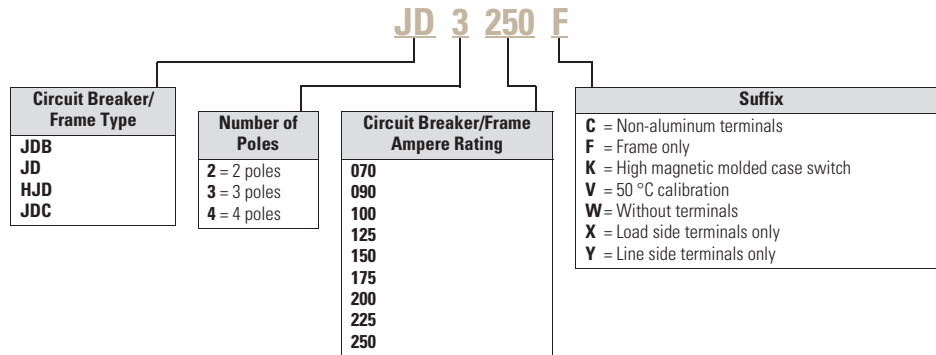 JD 3 250 F
Circuit Breaker/
Frame Type
JDB
JD
HJD
JDC
Number of
Poles
2 = 2 poles
3 = 3 poles
4 = 4 poles
Circuit Breaker/Frame
Ampere Rating
070
090
100
125
150
175
200
225
250
Suffix
C = Non-aluminum terminals
F = Frame only
K = High magnetic molded case switch
V = 50 °C calibration
W = Without terminals
X = Load side terminals only
Y = Line side terminals only